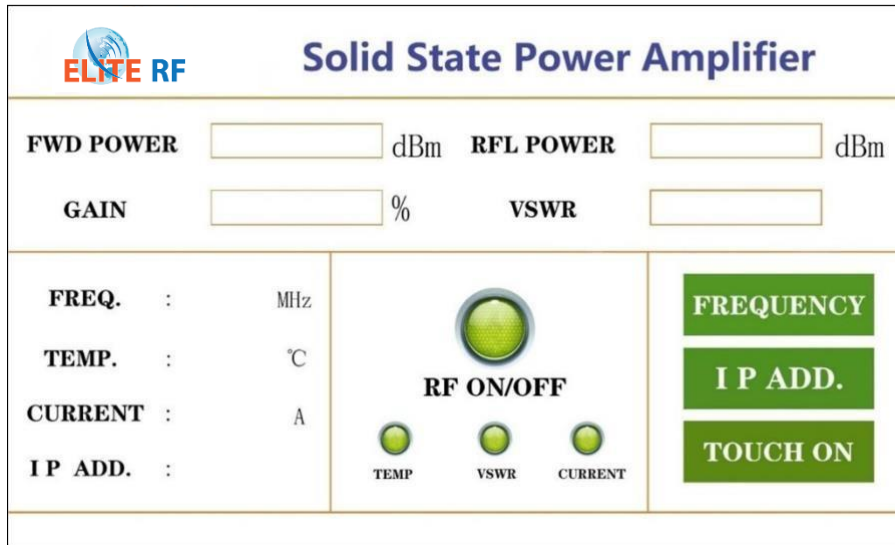 ELITE RF
Solid State Power Amplifier
FWD POWER dBm RFL POWER dBm
GAIN % VSWR
FREQ. : MHz
TEMP. : ℃
CURRENT : A
I P ADD. :
RF ON/OFF
TEMP VSWR CURRENT
FREQUENCY
I P ADD.
TOUCH ON